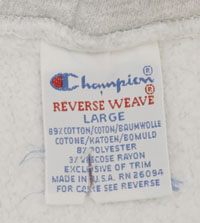 Champion®
REVERSE WEAVE®
LARGE
89% COTTON/COTON/BAUMWOLLE
COTONE/KATOEN/BOMULD
8% POLYESTER
3% VISCOSE RAYON
EXCLUSIVE OF TRIM
MADE IN U.S.A. RN 26094
FOR CARE SEE REVERSE